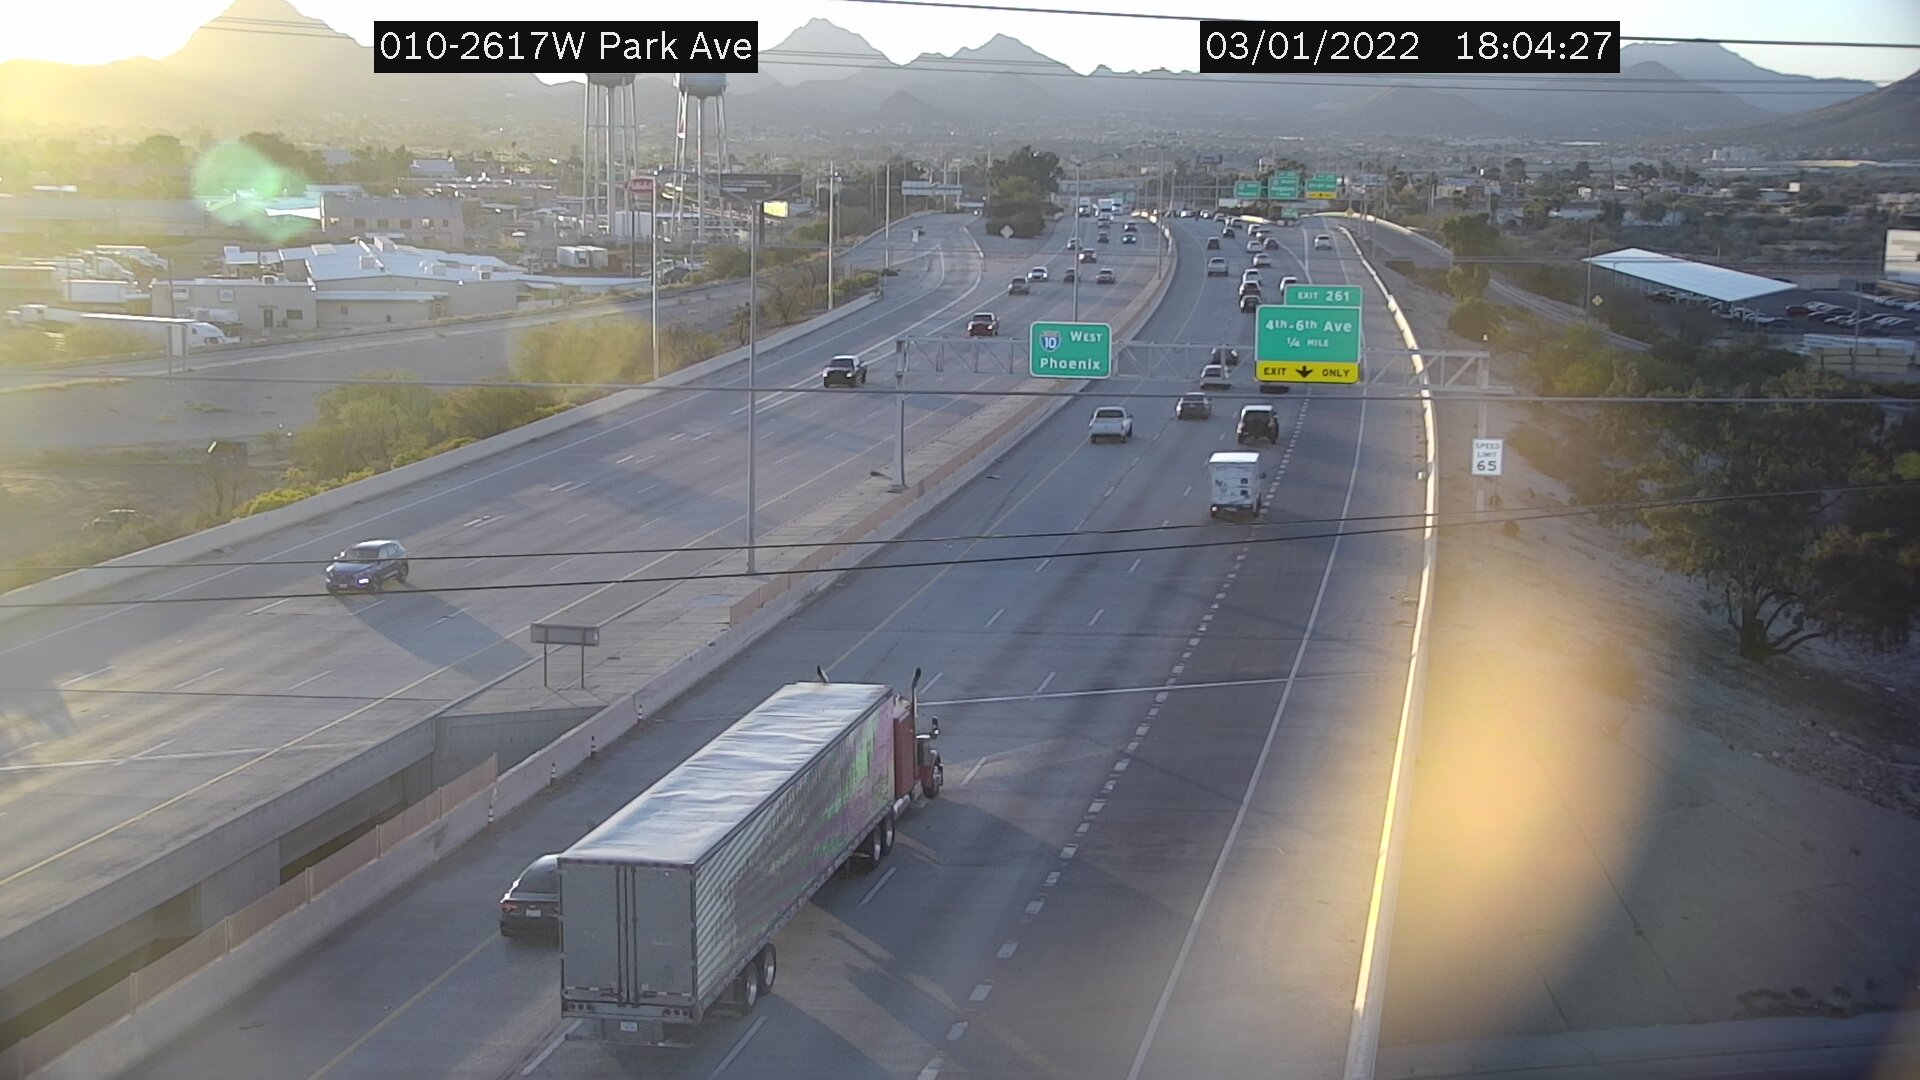 010-2617W Park Ave
03/01/2022 18:04:27
EXIT 261
10 WEST
Phoenix
4th-6th Ave
1/4 MILE
EXIT ONLY
SPEED
LIMIT
65